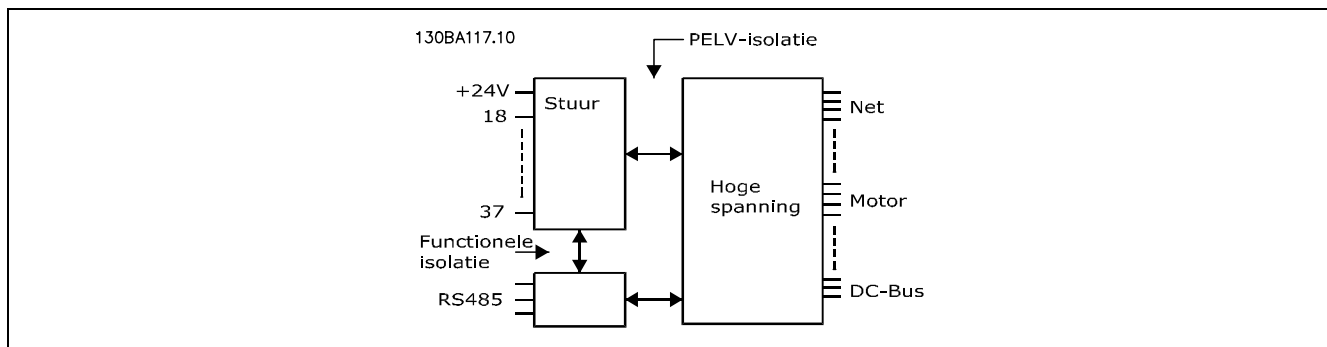 130BA117.10
PELV-isolatie
+24V
18
37
Stuur
Hoge
spanning
Net
Motor
DC-Bus
Functionele
isolatie
RS485